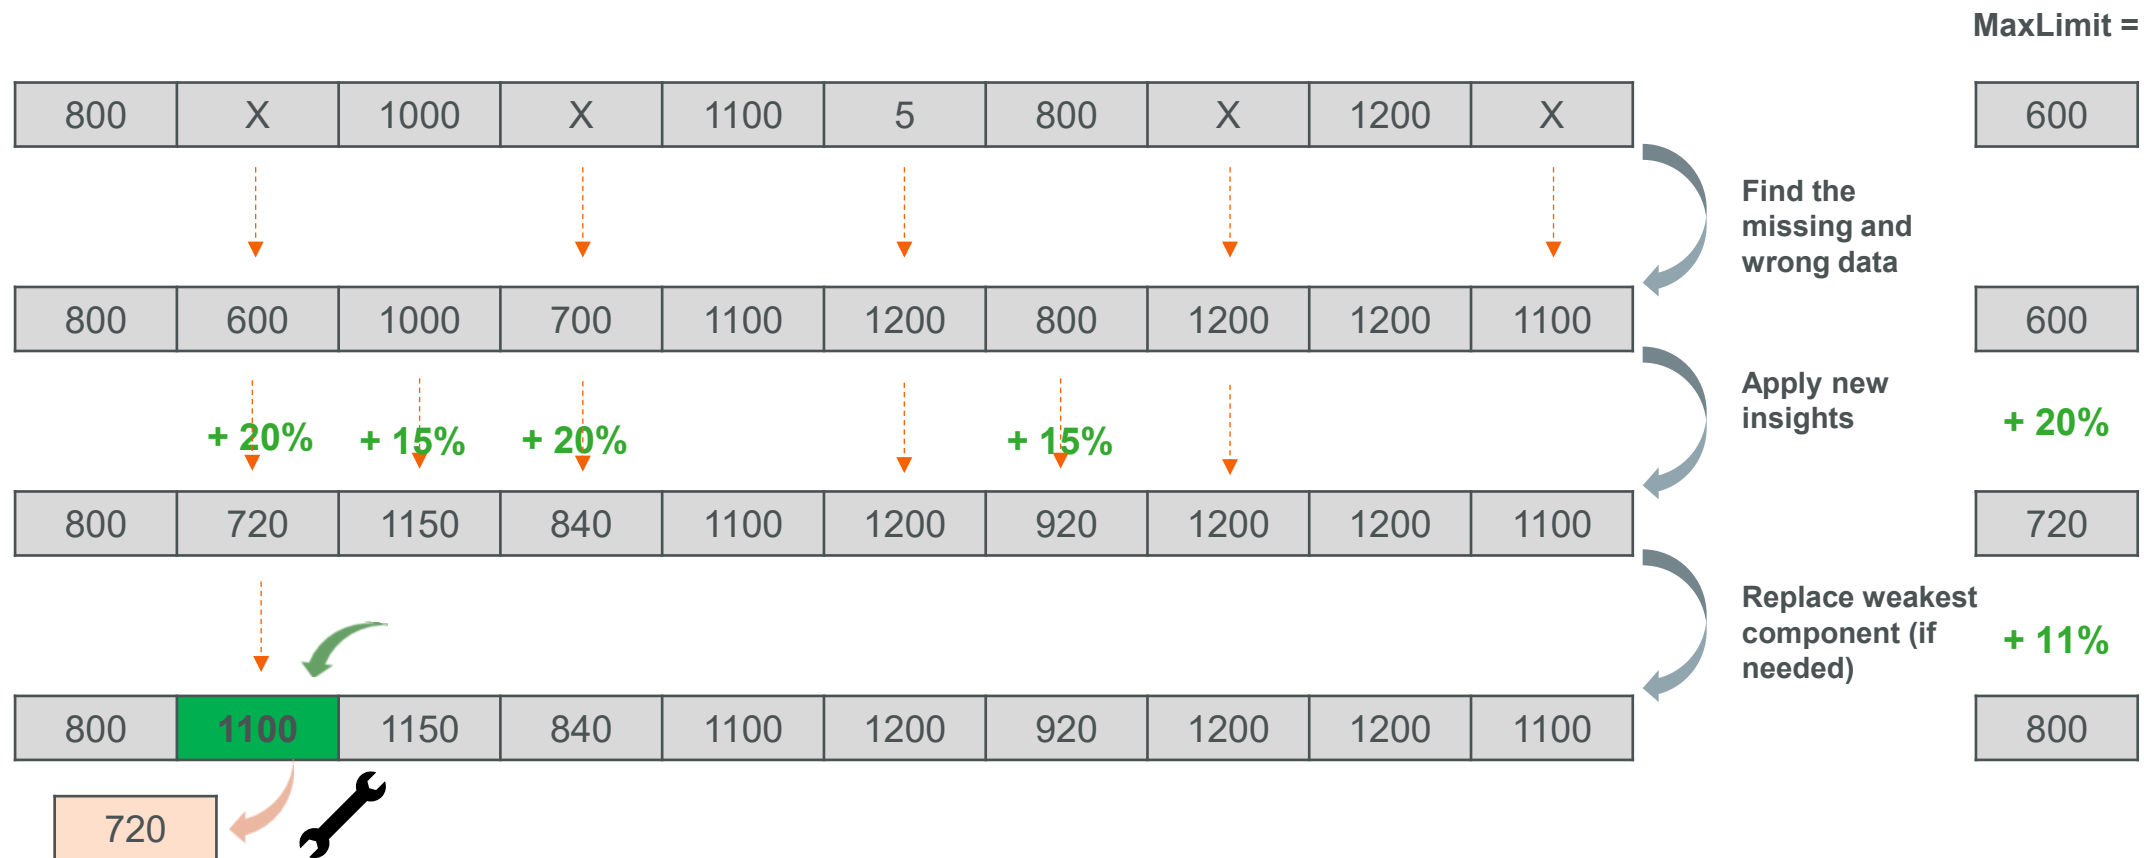 MaxLimit =
800 X 1000 X 1100 5 800 X 1200 X 600
Find the
missing and
wrong data
800 600 1000 700 1100 1200 800 1200 1200 1100 600
Apply new
insights
+ 20% + 15% + 20% + 15% + 20%
800 720 1150 840 1100 1200 920 1200 1200 1100 720
Replace weakest
component (if
needed)
+ 11%
800 1100 1150 840 1100 1200 920 1200 1200 1100 800
720